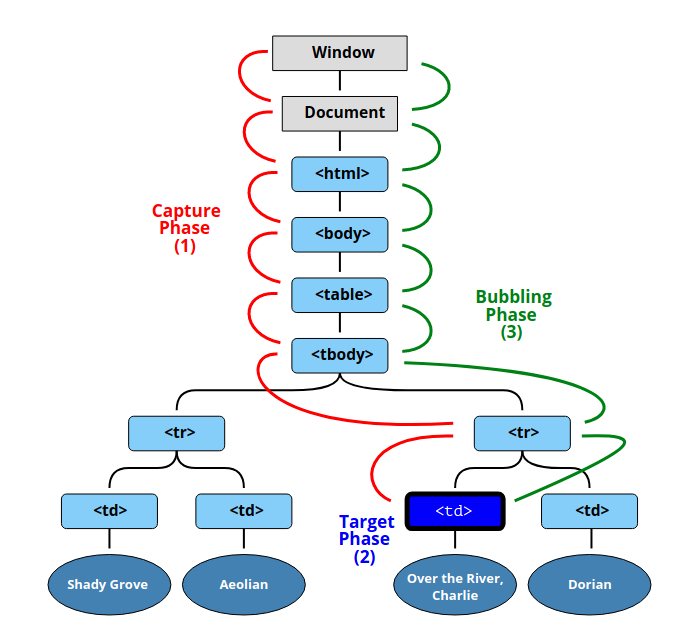 Window
Document
<html>
Capture
Phase
(1)
<body>
<table>
Bubbling
Phase
(3)
<tbody>
<tr>
<tr>
<td>
<td>
<td>
<td>
Target
Phase
(2)
Shady Grove
Aeolian
Over the River,
Charlie
Dorian